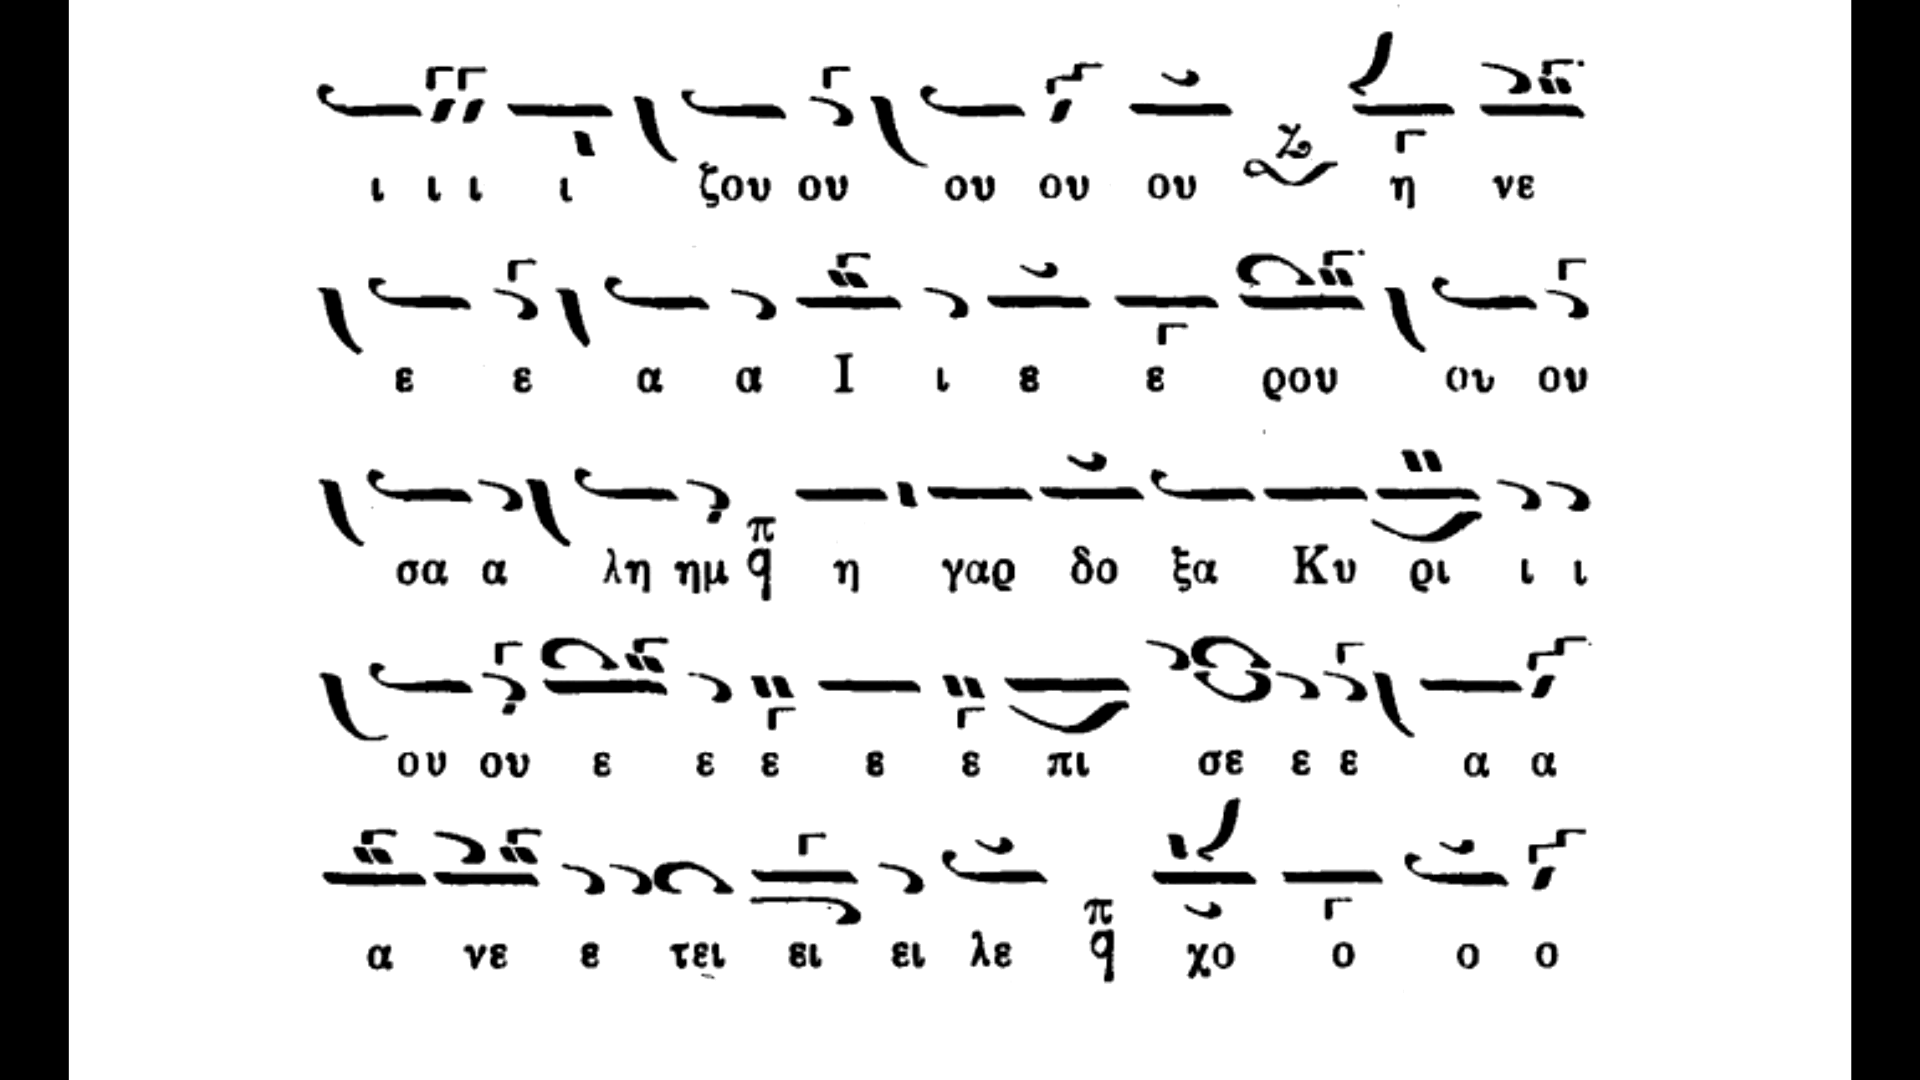 ι ι ι ι ζου ου ου ου ου η νε
ε ε α α Ι ι ε ε ρου ου ου
σα α λη ημ π q η γαρ δο ξα Κυ ρι ι ι
ου ου ε ε ε ε ε πι σε ε ε α α
α νε ε τει ει ει λε π q χο ο ο ο